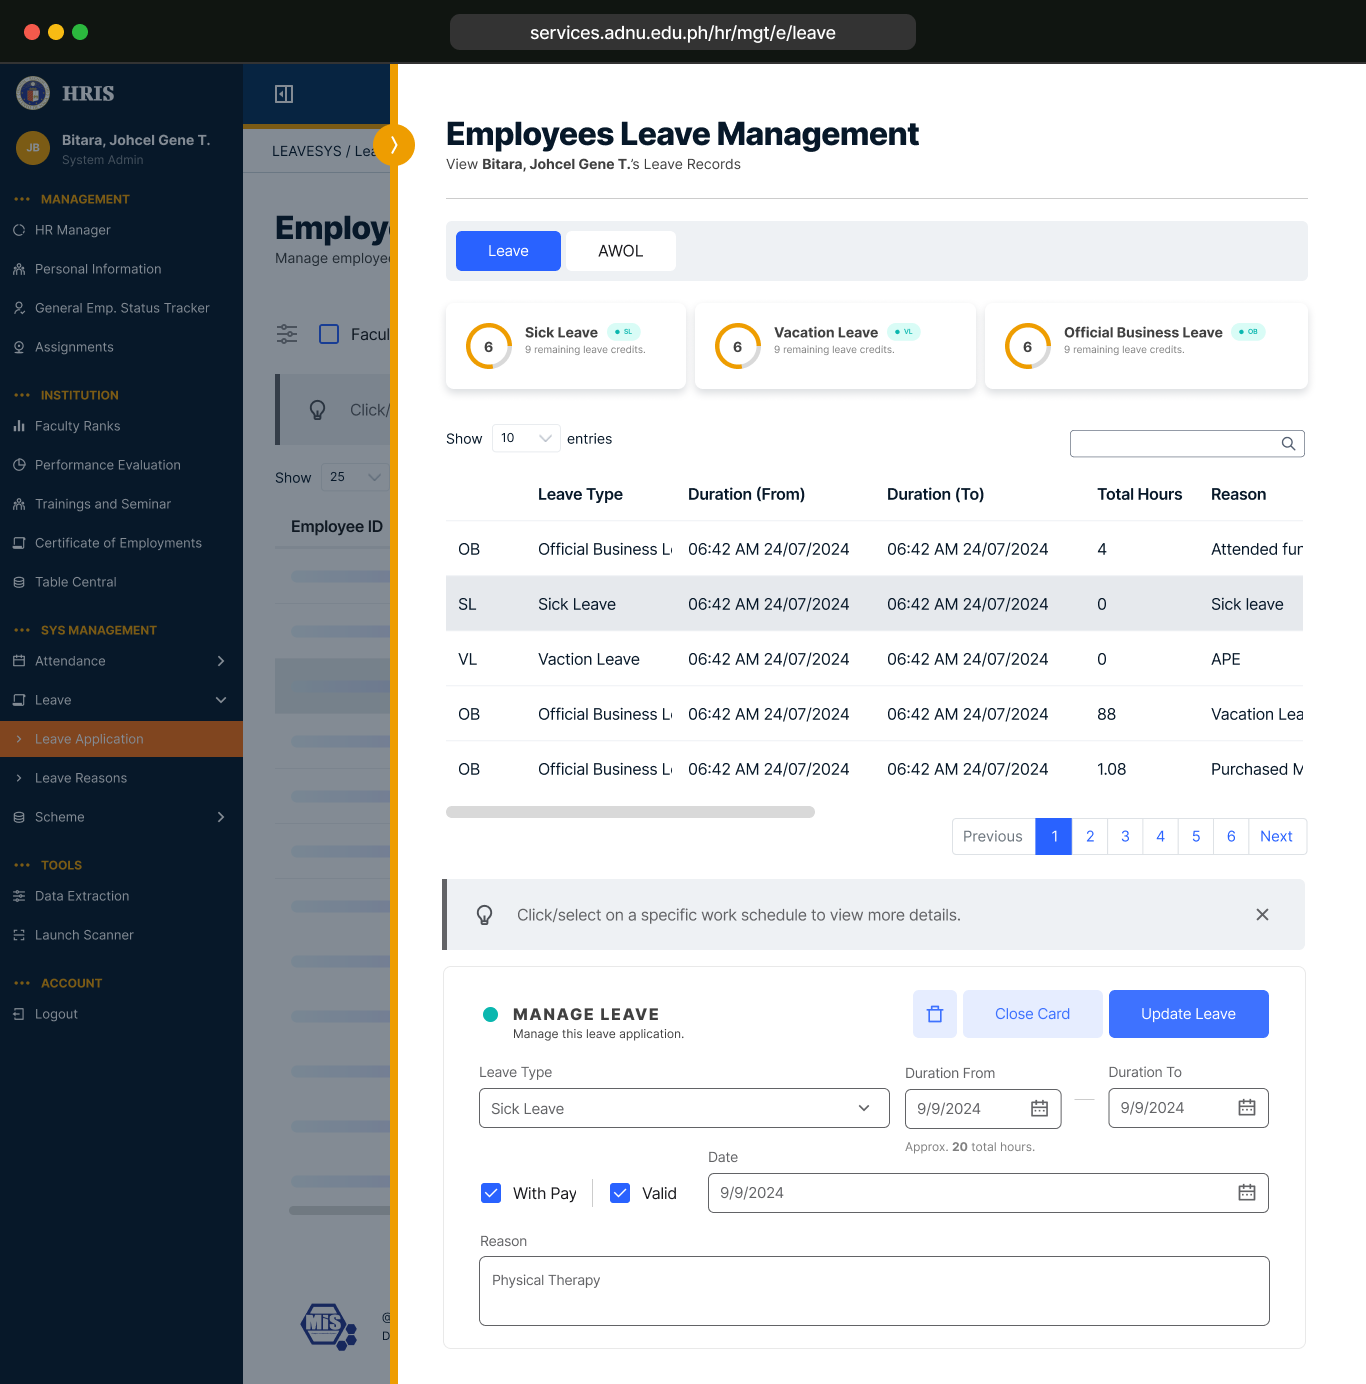 services.adnu.edu.ph/hr/mgt/e/leave
HRIS
JB
Bitara, Johcel Gene T.
System Admin
MANAGEMENT
HR Manager
Personal Information
General Emp. Status Tracker
Assignments
INSTITUTION
Faculty Ranks
Performance Evaluation
Trainings and Seminar
Certificate of Employments
Table Central
SYS MANAGEMENT
Attendance
Leave
Leave Application
Leave Reasons
Scheme
TOOLS
Data Extraction
Launch Scanner
ACCOUNT
Logout
LEAVESYS / Lea
Employ
Manage employee
Facul
Click/
Show 25
Employee ID
MiS
@
D
Employees Leave Management
View Bitara, Johcel Gene T.'s Leave Records
Leave AWOL
6 Sick Leave SL
9 remaining leave credits.
6 Vacation Leave VL
9 remaining leave credits.
6 Official Business Leave OB
9 remaining leave credits.
Show 10 entries
Leave Type Duration (From) Duration (To) Total Hours Reason
OB Official Business L 06:42 AM 24/07/2024 06:42 AM 24/07/2024 4 Attended fur
SL Sick Leave 06:42 AM 24/07/2024 06:42 AM 24/07/2024 0 Sick leave
VL Vaction Leave 06:42 AM 24/07/2024 06:42 AM 24/07/2024 0 APE
OB Official Business L 06:42 AM 24/07/2024 06:42 AM 24/07/2024 88 Vacation Lea
OB Official Business L 06:42 AM 24/07/2024 06:42 AM 24/07/2024 1.08 Purchased M
Previous 1 2 3 4 5 6 Next
Click/select on a specific work schedule to view more details.
MANAGE LEAVE
Manage this leave application.
Close Card Update Leave
Leave Type Duration From Duration To
Sick Leave 9/9/2024 9/9/2024
Approx. 20 total hours.
Date
With Pay Valid 9/9/2024
Reason
Physical Therapy